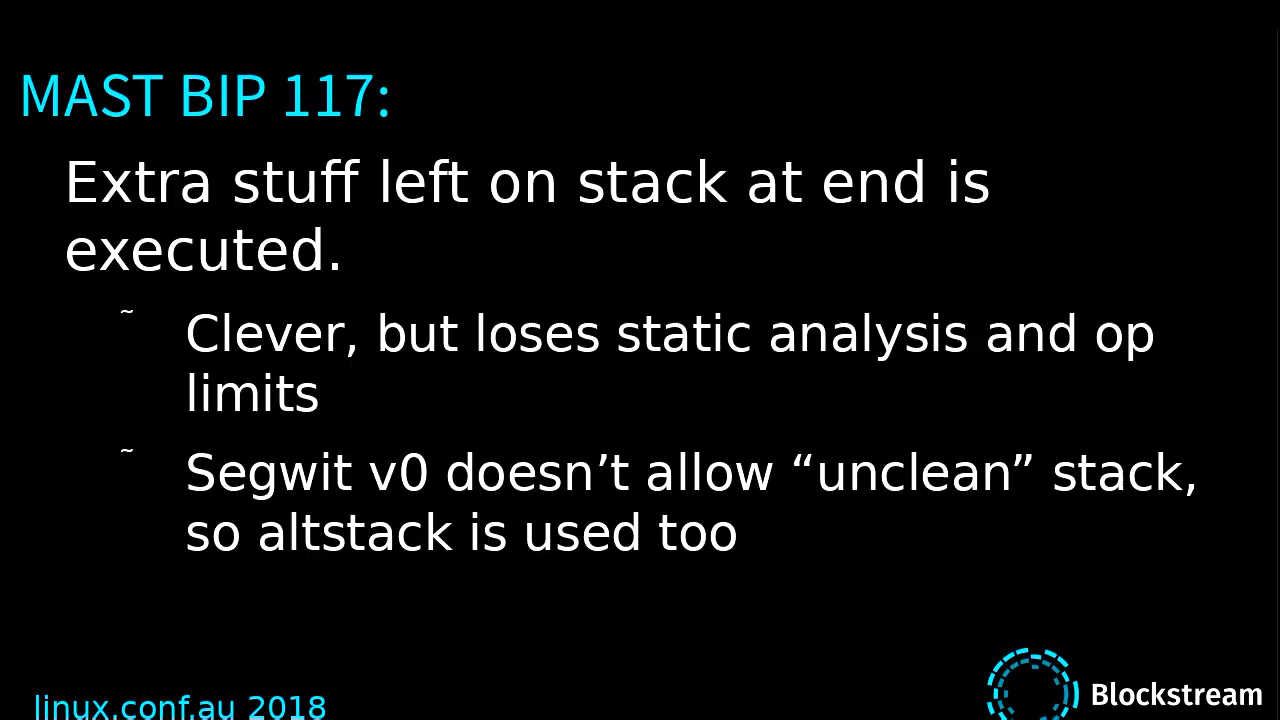 MAST BIP 117:
Extra stuff left on stack at end is
executed.
~ Clever, but loses static analysis and op
limits
~ Segwit v0 doesn’t allow “unclean” stack,
so altstack is used too
linux.conf.au 2018
Blockstream